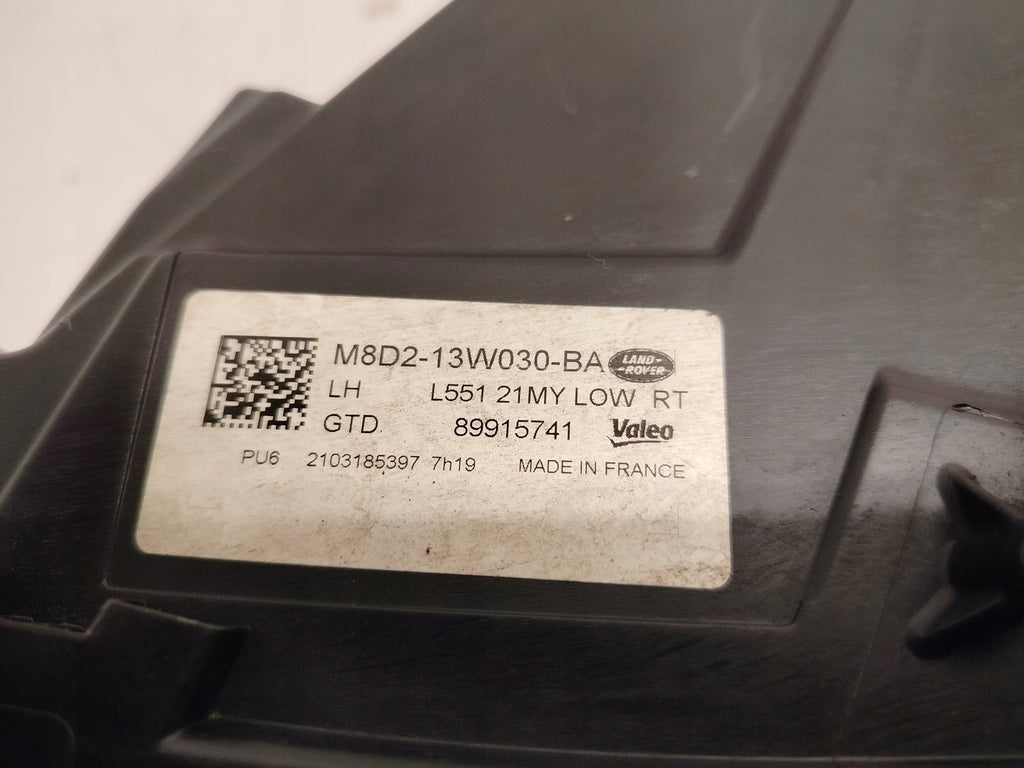 M8D2-13W030-BA LAND-ROVER
LH L551 21MY LOW RT
GTD 89915741 Valeo
PU6 2103185397 7h19 MADE IN FRANCE